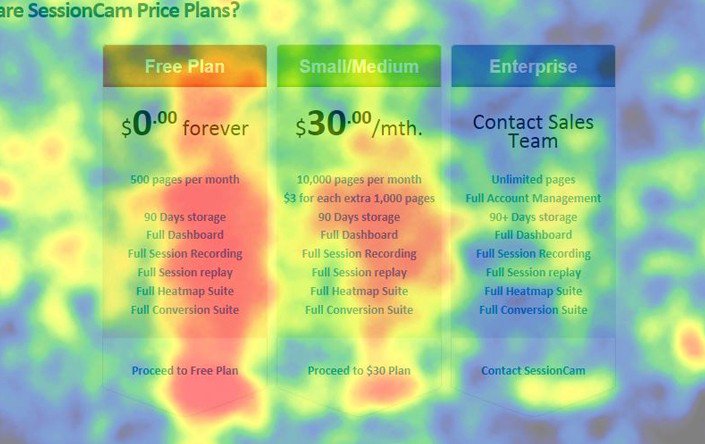 are SessionCam Price Plans?
Free Plan
$0.00 forever
500 pages per month
90 Days storage
Full Dashboard
Full Session Recording
Full Session replay
Full Heatmap Suite
Full Conversion Suite
Proceed to Free Plan
Small/Medium
$30.00/mth.
10,000 pages per month
$3 for each extra 1,000 pages
90 Days storage
Full Dashboard
Full Session Recording
Full Session replay
Full Heatmap Suite
Full Conversion Suite
Proceed to $30 Plan
Enterprise
Contact Sales
Team
Unlimited pages
Full Account Management
90+ Days storage
Full Dashboard
Full Session Recording
Full Session replay
Full Heatmap Suite
Full Conversion Suite
Contact SessionCam